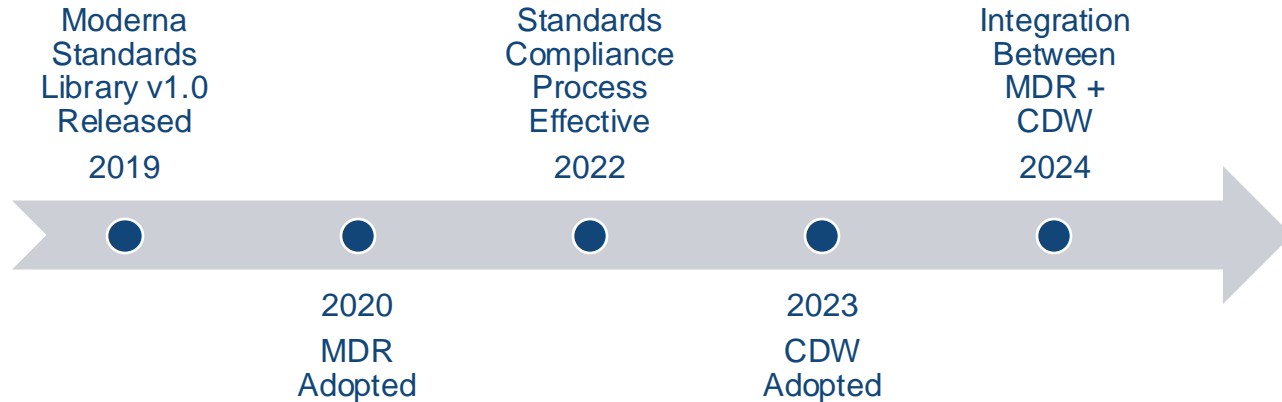 Moderna
Standards
Library v1.0
Released
2019
2020
MDR
Adopted
Standards
Compliance
Process
Effective
2022
2023
CDW
Adopted
Integration
Between
MDR +
CDW
2024